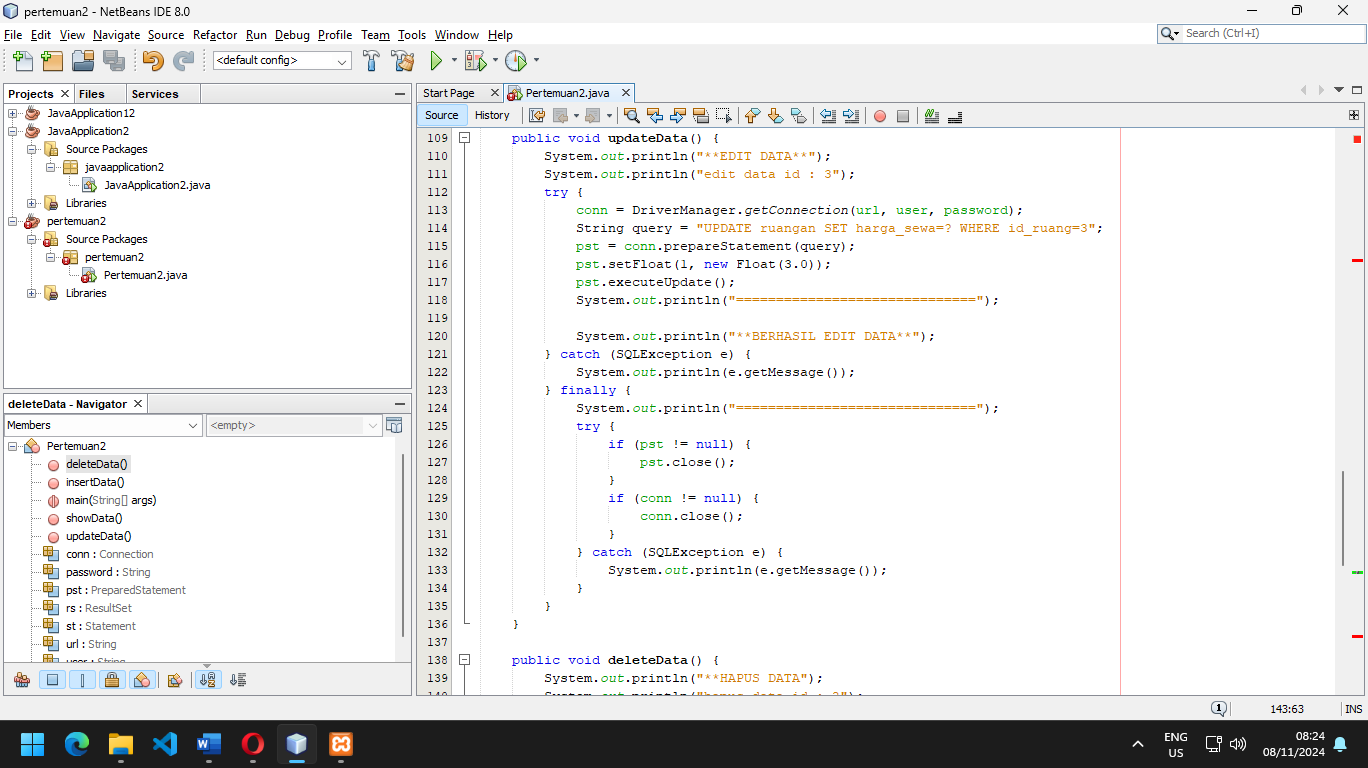 pertemuan2 - NetBeans IDE 8.0
File Edit View Navigate Source Refactor Run Debug Profile Team Tools Window Help
Search (Ctrl+I)
<default config>
Projects Files Services
JavaApplication12
JavaApplication2
Source Packages
javaapplication2
JavaApplication2.java
Libraries
pertemuan2
Source Packages
pertemuan2
Pertemuan2.java
Libraries
deleteData - Navigator
Members <empty>
Pertemuan2
deleteData()
insertData()
main(String[] args)
showData()
updateData()
conn : Connection
password : String
pst : PreparedStatement
rs : ResultSet
st : Statement
url : String
user : String
Start Page Pertemuan2.java
Source History
109 public void updateData() {
110 System.out.println("**EDIT DATA**");
111 System.out.println("edit data id : 3");
112 try {
113 conn = DriverManager.getConnection(url, user, password);
114 String query = "UPDATE ruangan SET harga_sewa=? WHERE id_ruang=3";
115 pst = conn.prepareStatement(query);
116 pst.setFloat(1, new Float(3.0));
117 pst.executeUpdate();
118 System.out.println("==============================");
119
120 System.out.println("**BERHASIL EDIT DATA**");
121 } catch (SQLException e) {
122 System.out.println(e.getMessage());
123 } finally {
124 System.out.println("==============================");
125 try {
126 if (pst != null) {
127 pst.close();
128 }
129 if (conn != null) {
130 conn.close();
131 }
132 } catch (SQLException e) {
133 System.out.println(e.getMessage());
134 }
135 }
136 }
137
138 public void deleteData() {
139 System.out.println("**HAPUS DATA");
143:63 INS
ENG
US
08:24
08/11/2024